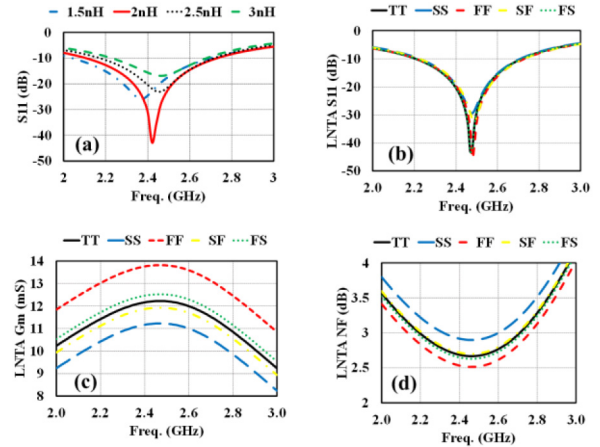 1.5nH 2nH 2.5nH 3nH
0
-10
-20
-30
-40
-50
S11 (dB)
(a)
2 2.2 2.4 2.6 2.8 3
Freq. (GHz)
TT SS FF SF FS
0
-10
-20
-30
-40
-50
LNTA S11 (dB)
(b)
2.0 2.2 2.4 2.6 2.8 3.0
Freq. (GHz)
TT SS FF SF FS
14
13
12
11
10
9
8
LNTA Gm (mS)
(c)
2.0 2.2 2.4 2.6 2.8 3.0
Freq. (GHz)
TT SS FF SF FS
4
3.5
3
2.5
2
LNTA NF (dB)
(d)
2.0 2.2 2.4 2.6 2.8 3.0
Freq. (GHz)